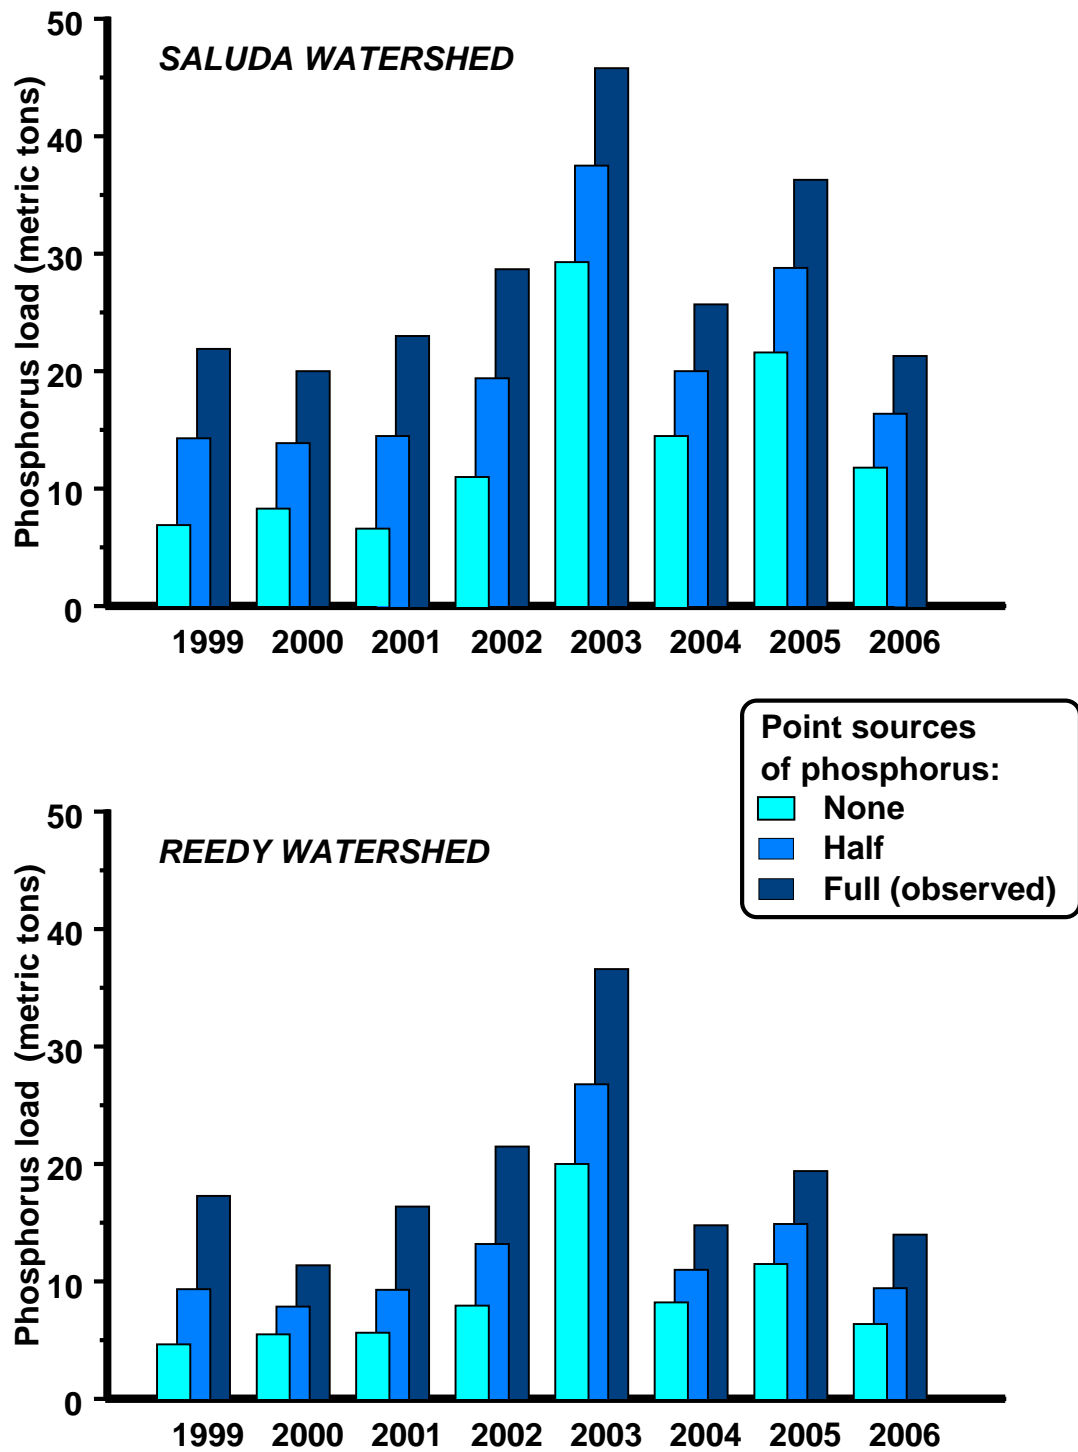 50
SALUDA WATERSHED
40
30
20
10
0
Phosphorus load (metric tons)
1999 2000 2001 2002 2003 2004 2005 2006
Point sources
of phosphorus:
None
Half
Full (observed)
50
REEDY WATERSHED
40
30
20
10
0
Phosphorus load (metric tons)
1999 2000 2001 2002 2003 2004 2005 2006